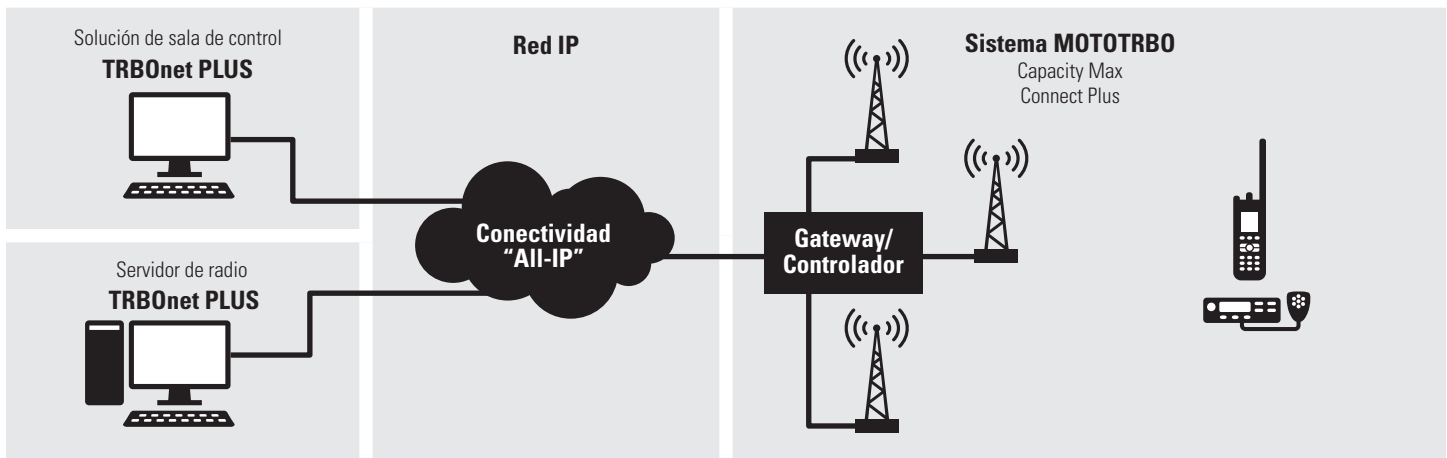 Solución de sala de control
TRBOnet PLUS
Servidor de radio
TRBOnet PLUS
Red IP
Conectividad
“All-IP”
Sistema MOTOTRBO
Capacity Max
Connect Plus
Gateway/
Controlador